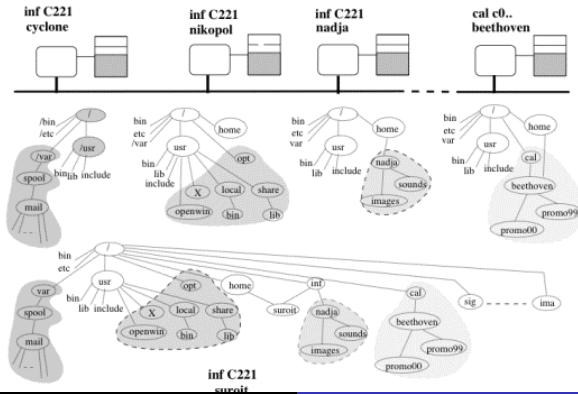 inf C221
cyclone
inf C221
nikopol
inf C221
nadja
cal c0..
beethoven
/bin
/etc
/
/var
/usr
bin
lib
include
spool
mail
bin
etc
/var
/
home
usr
bin
lib
include
opt
X
local
share
openwin
bin
lib
bin
etc
var
/
home
usr
bin
lib
include
nadja
sounds
images
bin
etc
var
/
home
usr
bin
lib
include
cal
beethoven
promo99
promo00
bin
etc
/
var
usr
bin
lib
include
spool
mail
opt
X
local
share
openwin
bin
lib
home
suroit
inf
nadja
sounds
images
cal
beethoven
promo99
promo00
sig
ima
inf C221
suroit